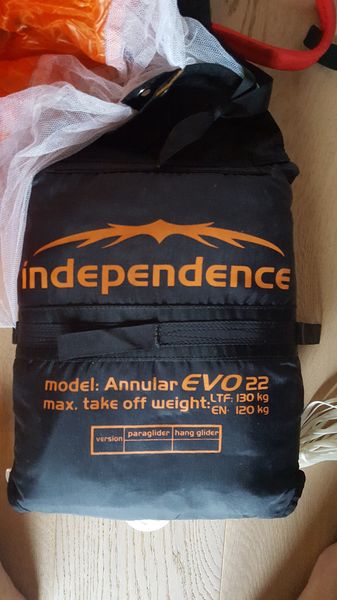 independence
model: Annular EVO 22
max. take off weight: LTF: 130 kg
EN: 120 kg
version paraglider hang glider